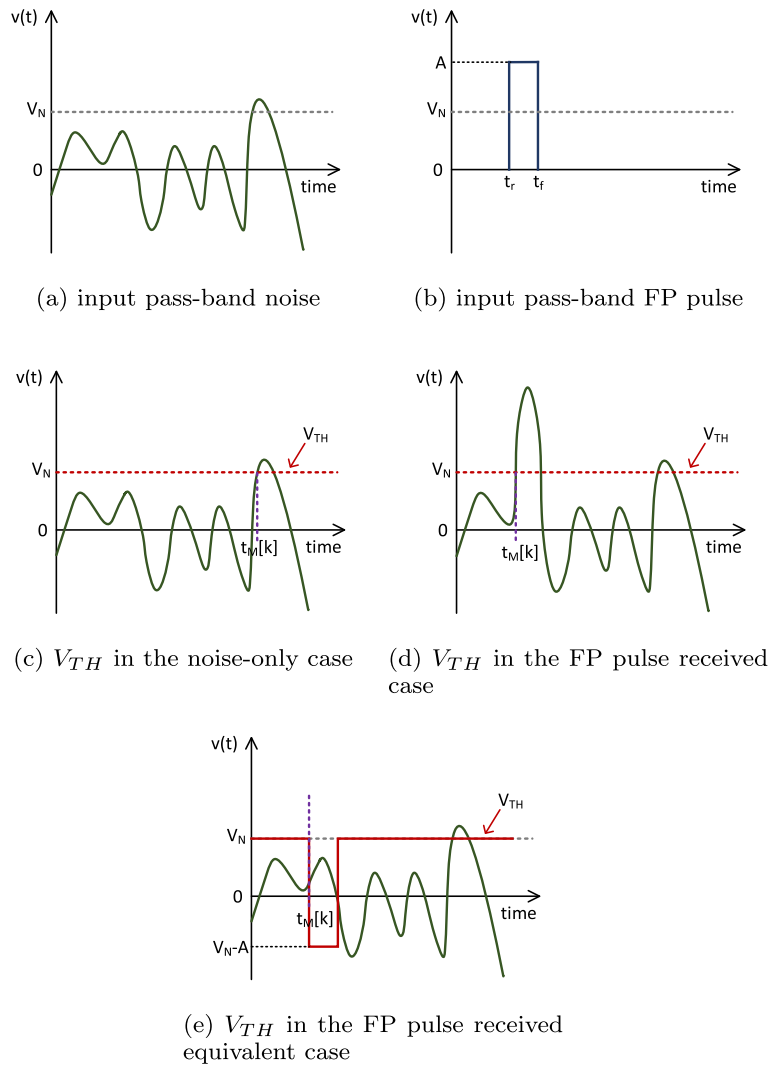 v(t)
V_N
0
time
(a) input pass-band noise
v(t)
A
V_N
0
t_r t_f
time
(b) input pass-band FP pulse
v(t)
V_TH
V_N
0
t_M[k] time
(c) V_TH in the noise-only case
v(t)
V_TH
V_N
0
t_M[k] time
(d) V_TH in the FP pulse received
case
v(t)
V_TH
V_N
0
t_M[k] time
V_N-A
(e) V_TH in the FP pulse received
equivalent case